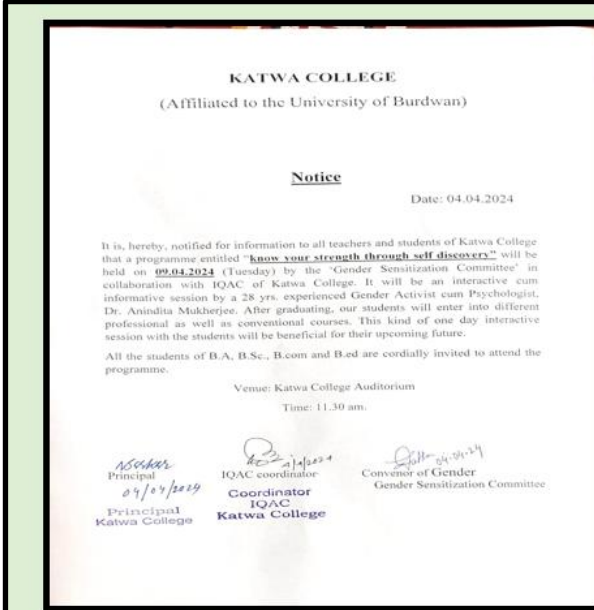 KATWA COLLEGE
(Affiliated to the University of Burdwan)
Notice
Date: 04.04.2024
It is, hereby, notified for information to all teachers and students of Katwa College
that a programme entitled "know your strength through self discovery" will be
held on 09.04.2024 (Tuesday) by the 'Gender Sensitization Committee' in
collaboration with IQAC of Katwa College. It will be an interactive cum
informative session by a 28 yrs. experienced Gender Activist cum Psychologist,
Dr. Anindita Mukherjee. After graduating, our students will enter into different
professional as well as conventional courses. This kind of one day interactive
session with the students will be beneficial for their upcoming future.
All the students of B.A, B.Sc., B.com and B.ed are cordially invited to attend the
programme.
Venue: Katwa College Auditorium
Time: 11.30 am.
04-04-24
Principal IQAC coordinator Convenor of Gender
Gender Sensitization Committee
04/04/2024
Principal
Katwa College
Coordinator
IQAC
Katwa College